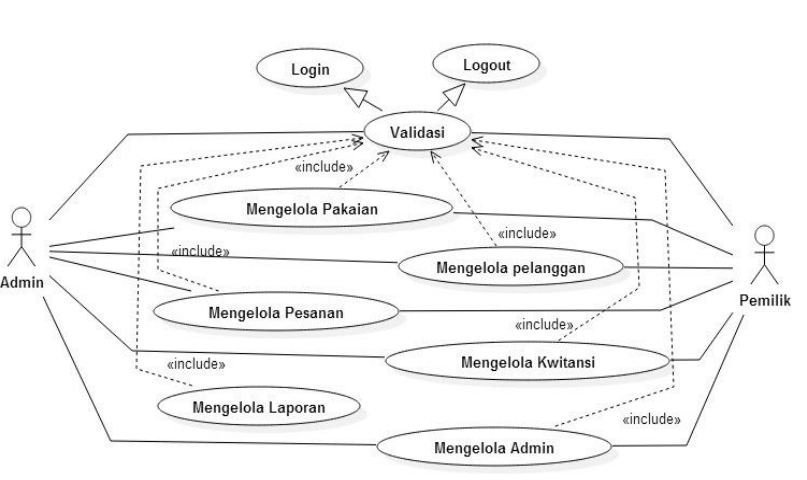 Login
Logout
Validasi
«include»
Mengelola Pakaian
«include»
«include»
Mengelola pelanggan
Admin
Pemilik
Mengelola Pesanan
«include»
Mengelola Kwitansi
«include»
Mengelola Laporan
«include»
Mengelola Admin